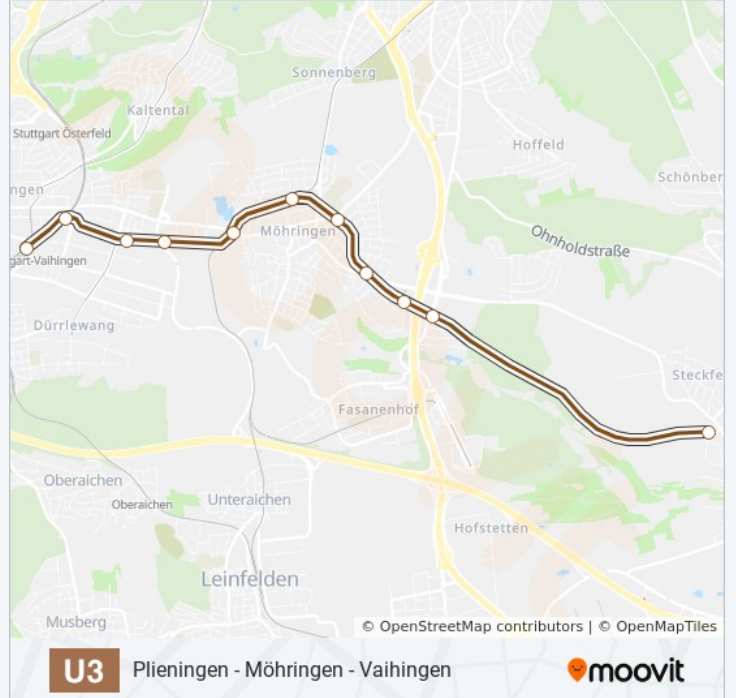 Sonnenberg
Kaltental
Stuttgart Österfeld
Hoffeld
Schönber
ngen
Möhringen
Ohnholdstraße
gart-Vaihingen
Dürrlewang
Steckfe
Fasanenhof
Oberaichen
Oberaichen
Unteraichen
Hofstetten
Leinfelden
Musberg
© OpenStreetMap contributors | © OpenMapTiles
U3 Plieningen - Möhringen - Vaihingen moovit